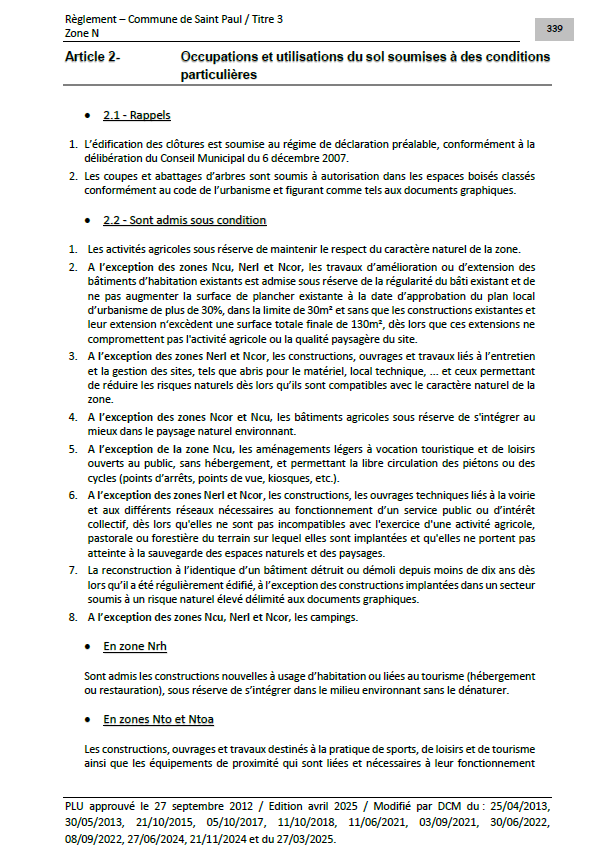 Règlement – Commune de Saint Paul / Titre 3
Zone N
339
Article 2- Occupations et utilisations du sol soumises à des conditions
particulières
• 2.1 - Rappels
1. L'édification des clôtures est soumise au régime de déclaration préalable, conformément à la
délibération du Conseil Municipal du 6 décembre 2007.
2. Les coupes et abattages d'arbres sont soumis à autorisation dans les espaces boisés classés
conformément au code de l'urbanisme et figurant comme tels aux documents graphiques.
• 2.2 - Sont admis sous condition
1. Les activités agricoles sous réserve de maintenir le respect du caractère naturel de la zone.
2. A l'exception des zones Ncu, Nerl et Ncor, les travaux d'amélioration ou d'extension des
bâtiments d'habitation existants est admise sous réserve de la régularité du bâti existant et de
ne pas augmenter la surface de plancher existante à la date d'approbation du plan local
d'urbanisme de plus de 30%, dans la limite de 30m² et sans que les constructions existantes et
leur extension n'excèdent une surface totale finale de 130m², dès lors que ces extensions ne
compromettent pas l'activité agricole ou la qualité paysagère du site.
3. A l'exception des zones Nerl et Ncor, les constructions, ouvrages et travaux liés à l'entretien
et la gestion des sites, tels que abris pour le matériel, local technique, ... et ceux permettant
de réduire les risques naturels dès lors qu'ils sont compatibles avec le caractère naturel de la
zone.
4. A l'exception des zones Ncor et Ncu, les bâtiments agricoles sous réserve de s'intégrer au
mieux dans le paysage naturel environnant.
5. A l'exception de la zone Ncu, les aménagements légers à vocation touristique et de loisirs
ouverts au public, sans hébergement, et permettant la libre circulation des piétons ou des
cycles (points d'arrêts, points de vue, kiosques, etc.).
6. A l'exception des zones Nerl et Ncor, les constructions, les ouvrages techniques liés à la voirie
et aux différents réseaux nécessaires au fonctionnement d'un service public ou d'intérêt
collectif, dès lors qu'elles ne sont pas incompatibles avec l'exercice d'une activité agricole,
pastorale ou forestière du terrain sur lequel elles sont implantées et qu'elles ne portent pas
atteinte à la sauvegarde des espaces naturels et des paysages.
7. La reconstruction à l'identique d'un bâtiment détruit ou démoli depuis moins de dix ans dès
lors qu'il a été régulièrement édifié, à l'exception des constructions implantées dans un secteur
soumis à un risque naturel élevé délimité aux documents graphiques.
8. A l'exception des zones Ncu, Nerl et Ncor, les campings.
• En zone Nrh
Sont admis les constructions nouvelles à usage d'habitation ou liées au tourisme (hébergement
ou restauration), sous réserve de s'intégrer dans le milieu environnant sans le dénaturer.
• En zones Nto et Ntoa
Les constructions, ouvrages et travaux destinés à la pratique de sports, de loisirs et de tourisme
ainsi que les équipements de proximité qui sont liées et nécessaires à leur fonctionnement
PLU approuvé le 27 septembre 2012 / Edition avril 2025 / Modifié par DCM du : 25/04/2013,
30/05/2013, 21/10/2015, 05/10/2017, 11/10/2018, 11/06/2021, 03/09/2021, 30/06/2022,
08/09/2022, 27/06/2024, 21/11/2024 et du 27/03/2025.